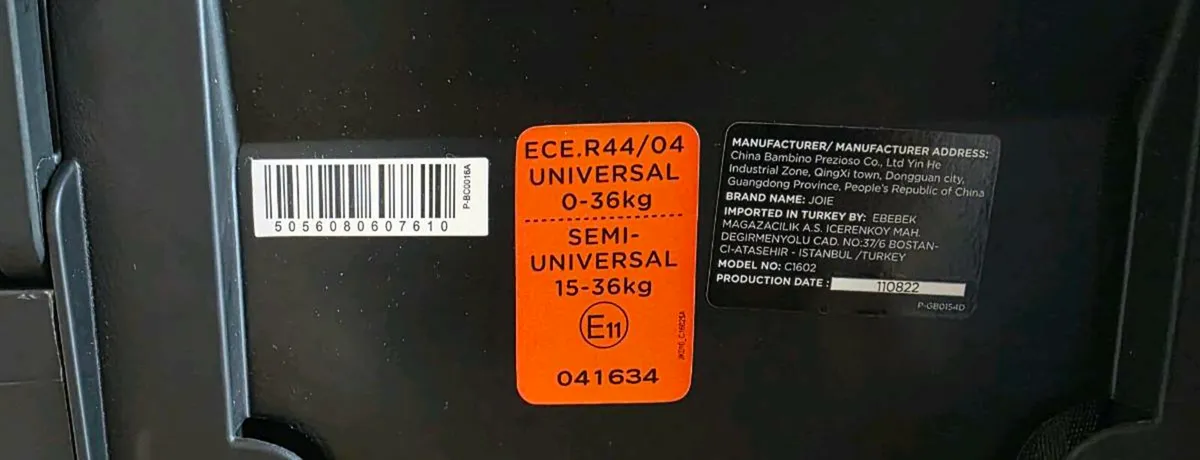 5056080607610
P-BC0016A
ECE.R44/04
UNIVERSAL
0-36kg
SEMI-
UNIVERSAL
15-36kg
E11
041634
MANUFACTURER/ MANUFACTURER ADDRESS:
China Bambino Prezioso Co., Ltd Yin He
Industrial Zone, QingXi town, Dongguan city,
Guangdong Province, People's Republic of China
BRAND NAME: JOIE
IMPORTED IN TURKEY BY: EBEBEK
MAGAZACILIK A.S. ICERENKOY MAH.
DEGIRMENYOLU CAD. NO:37/6 BOSTAN-
CI-ATASEHIR - ISTANBUL /TURKEY
MODEL NO: C1602
PRODUCTION DATE : 110822
P-GB0154D